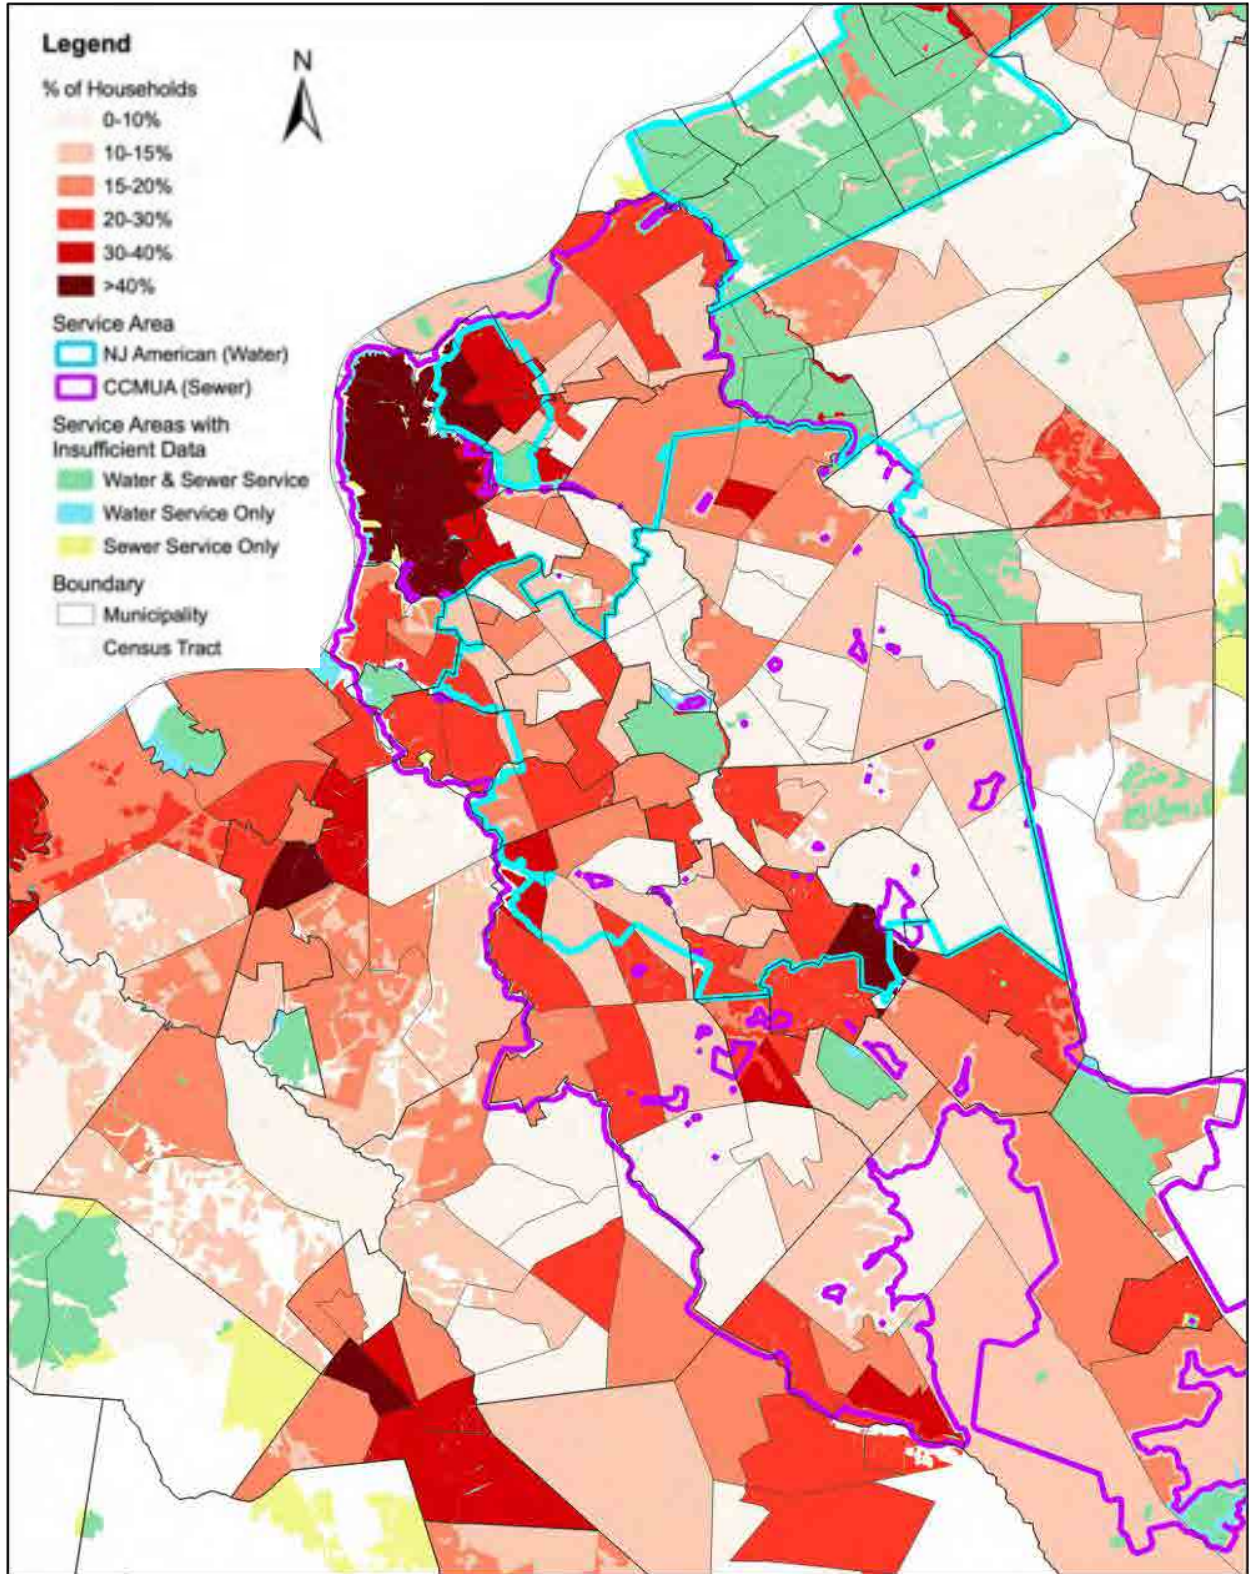 Legend
N
% of Households
0-10%
10-15%
15-20%
20-30%
30-40%
>40%
Service Area
NJ American (Water)
CCMUA (Sewer)
Service Areas with
Insufficient Data
Water & Sewer Service
Water Service Only
Sewer Service Only
Boundary
Municipality
Census Tract